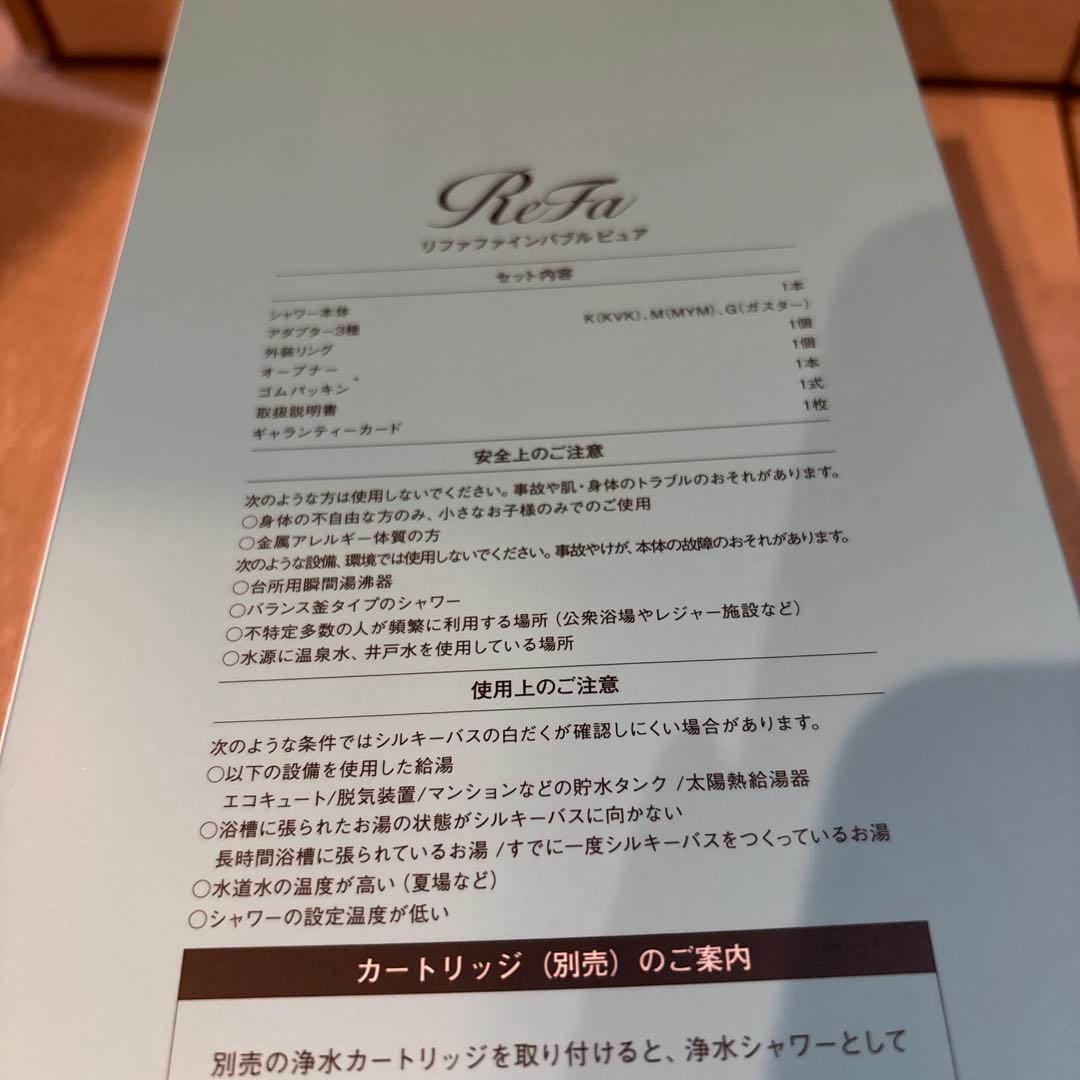 ReFa
リファファインバブル ピュア
セット内容
シャワー本体 1本
アダプター3種 K(KVK)、M(MYM)、G(ガスター)
外装リング 1個
オープナー 1個
ゴムパッキン 1本
取扱説明書 1式
ギャランティーカード 1枚
安全上のご注意
次のような方は使用しないでください。事故や肌・身体のトラブルのおそれがあります。
○身体の不自由な方のみ、小さなお子様のみでのご使用
○金属アレルギー体質の方
次のような設備、環境では使用しないでください。事故やけが、本体の故障のおそれがあります。
○台所用瞬間湯沸器
○バランス釜タイプのシャワー
○不特定多数の人が頻繁に利用する場所（公衆浴場やレジャー施設など）
○水源に温泉水、井戸水を使用している場所
使用上のご注意
次のような条件ではシルキーバスの白だくが確認しにくい場合があります。
○以下の設備を使用した給湯
エコキュート/脱気装置/マンションなどの貯水タンク /太陽熱給湯器
○浴槽に張られたお湯の状態がシルキーバスに向かない
長時間浴槽に張られているお湯 /すでに一度シルキーバスをつくっているお湯
○水道水の温度が高い（夏場など）
○シャワーの設定温度が低い
カートリッジ（別売）のご案内
別売の浄水カートリッジを取り付けると、浄水シャワーとして